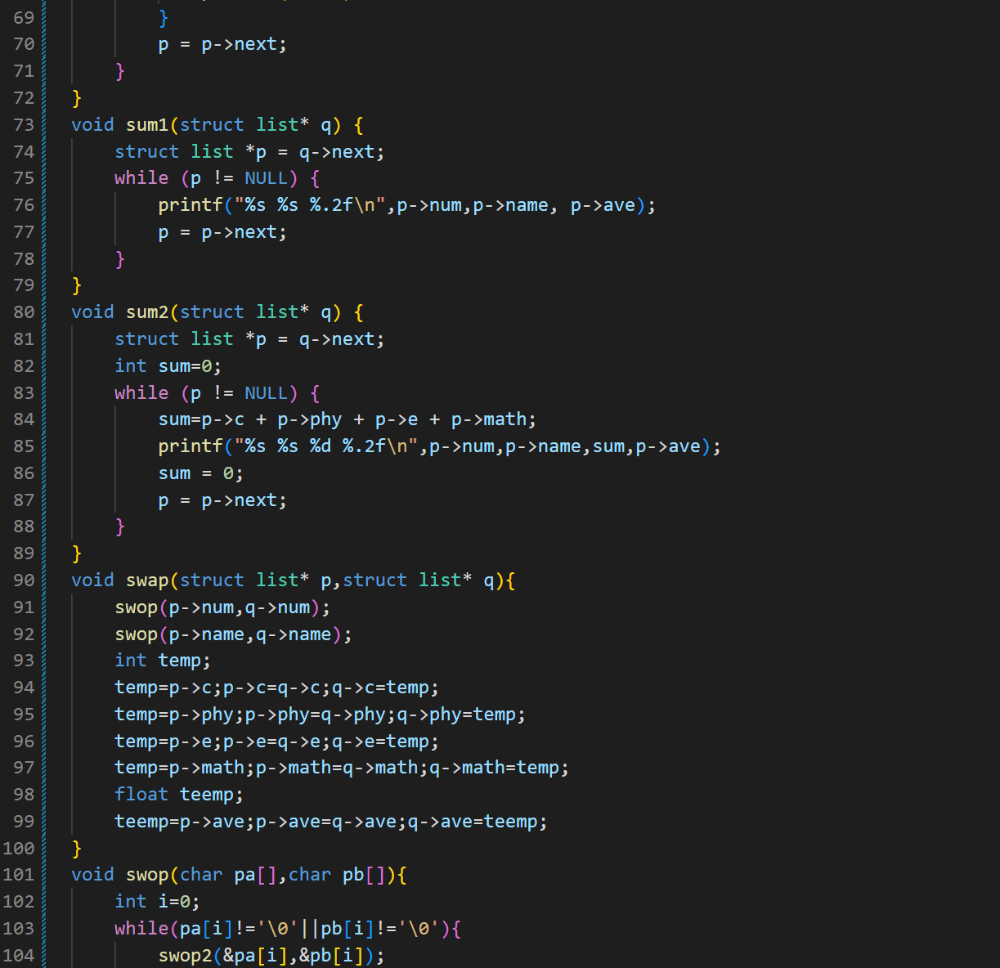 69 }
70 p = p->next;
71 }
72 }
73 void sum1(struct list* q) {
74 struct list *p = q->next;
75 while (p != NULL) {
76 printf("%s %s %.2f\n",p->num,p->name, p->ave);
77 p = p->next;
78 }
79 }
80 void sum2(struct list* q) {
81 struct list *p = q->next;
82 int sum=0;
83 while (p != NULL) {
84 sum=p->c + p->phy + p->e + p->math;
85 printf("%s %s %d %.2f\n",p->num,p->name,sum,p->ave);
86 sum = 0;
87 p = p->next;
88 }
89 }
90 void swap(struct list* p,struct list* q){
91 swop(p->num,q->num);
92 swop(p->name,q->name);
93 int temp;
94 temp=p->c;p->c=q->c;q->c=temp;
95 temp=p->phy;p->phy=q->phy;q->phy=temp;
96 temp=p->e;p->e=q->e;q->e=temp;
97 temp=p->math;p->math=q->math;q->math=temp;
98 float teemp;
99 teemp=p->ave;p->ave=q->ave;q->ave=teemp;
100 }
101 void swop(char pa[],char pb[]){
102 int i=0;
103 while(pa[i]!='\0'||pb[i]!='\0'){
104 swop2(&pa[i],&pb[i]);